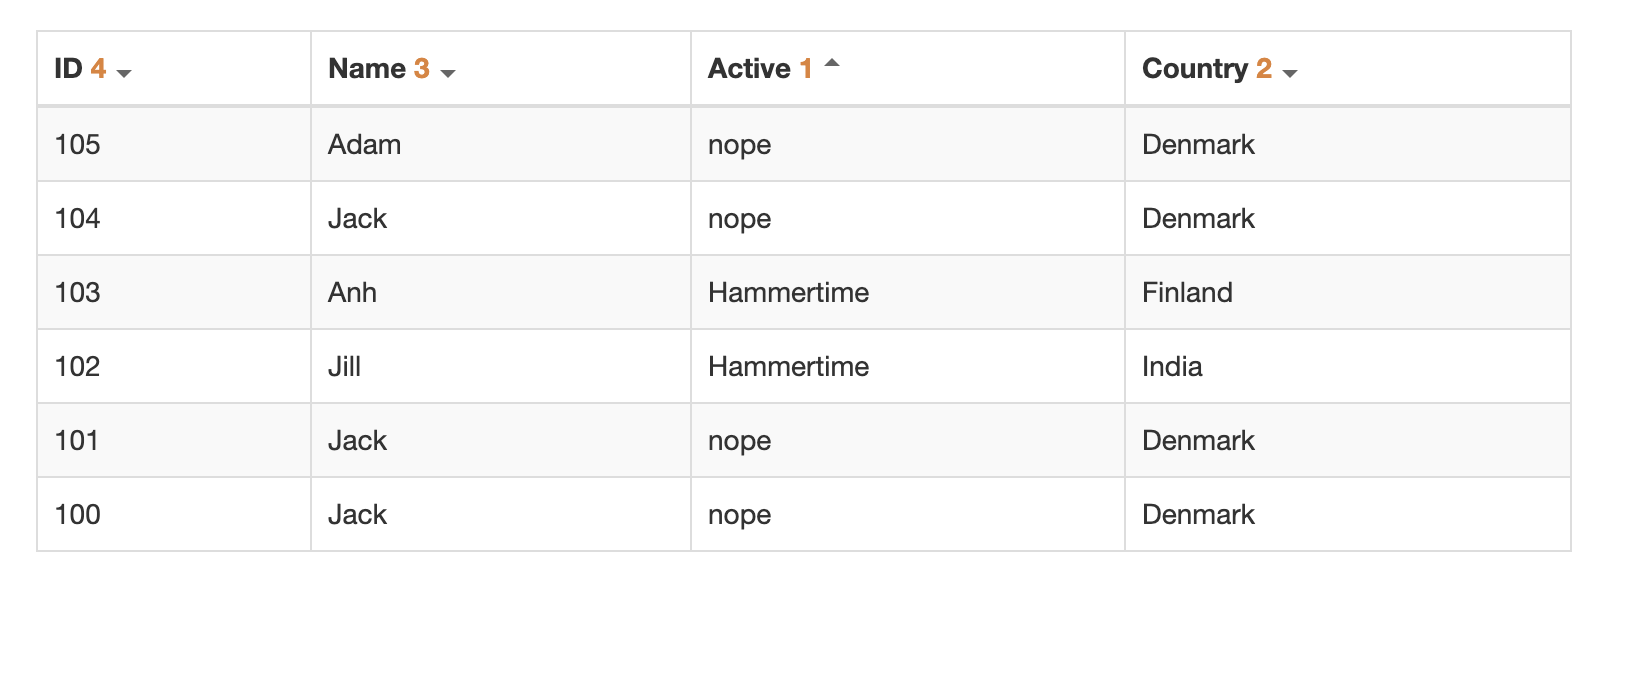 ID 4 Name 3 Active 1 Country 2
105 Adam nope Denmark
104 Jack nope Denmark
103 Anh Hammertime Finland
102 Jill Hammertime India
101 Jack nope Denmark
100 Jack nope Denmark